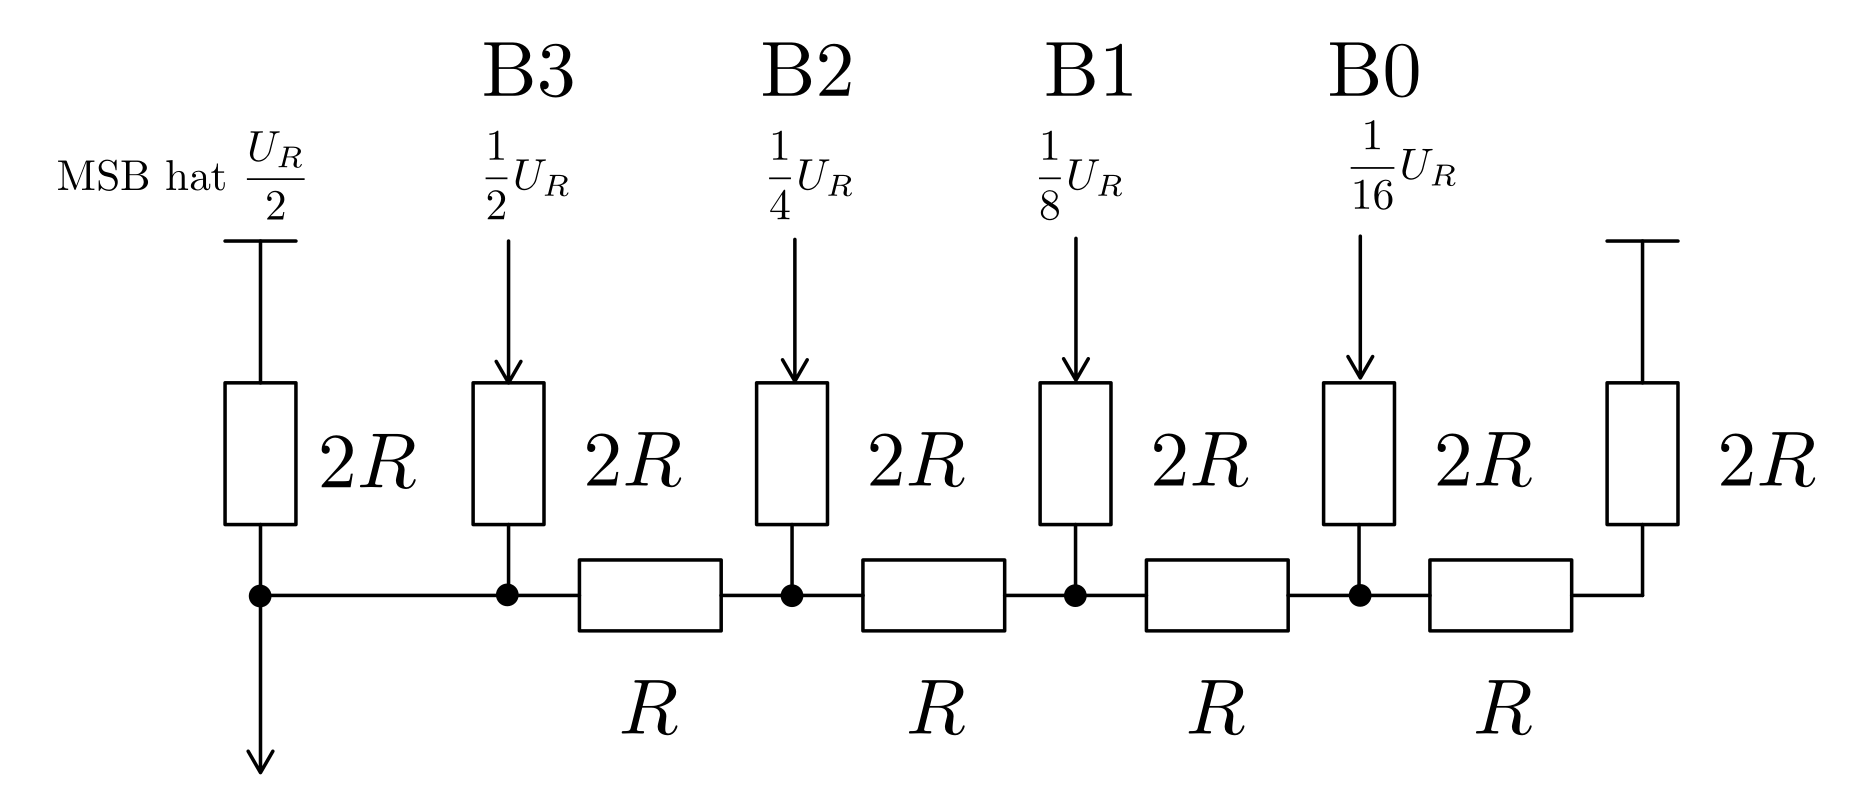 B3 B2 B1 B0
MSB hat \frac{U_R}{2} \frac{1}{2}U_R \frac{1}{4}U_R \frac{1}{8}U_R \frac{1}{16}U_R
2R 2R 2R 2R 2R 2R
R R R R